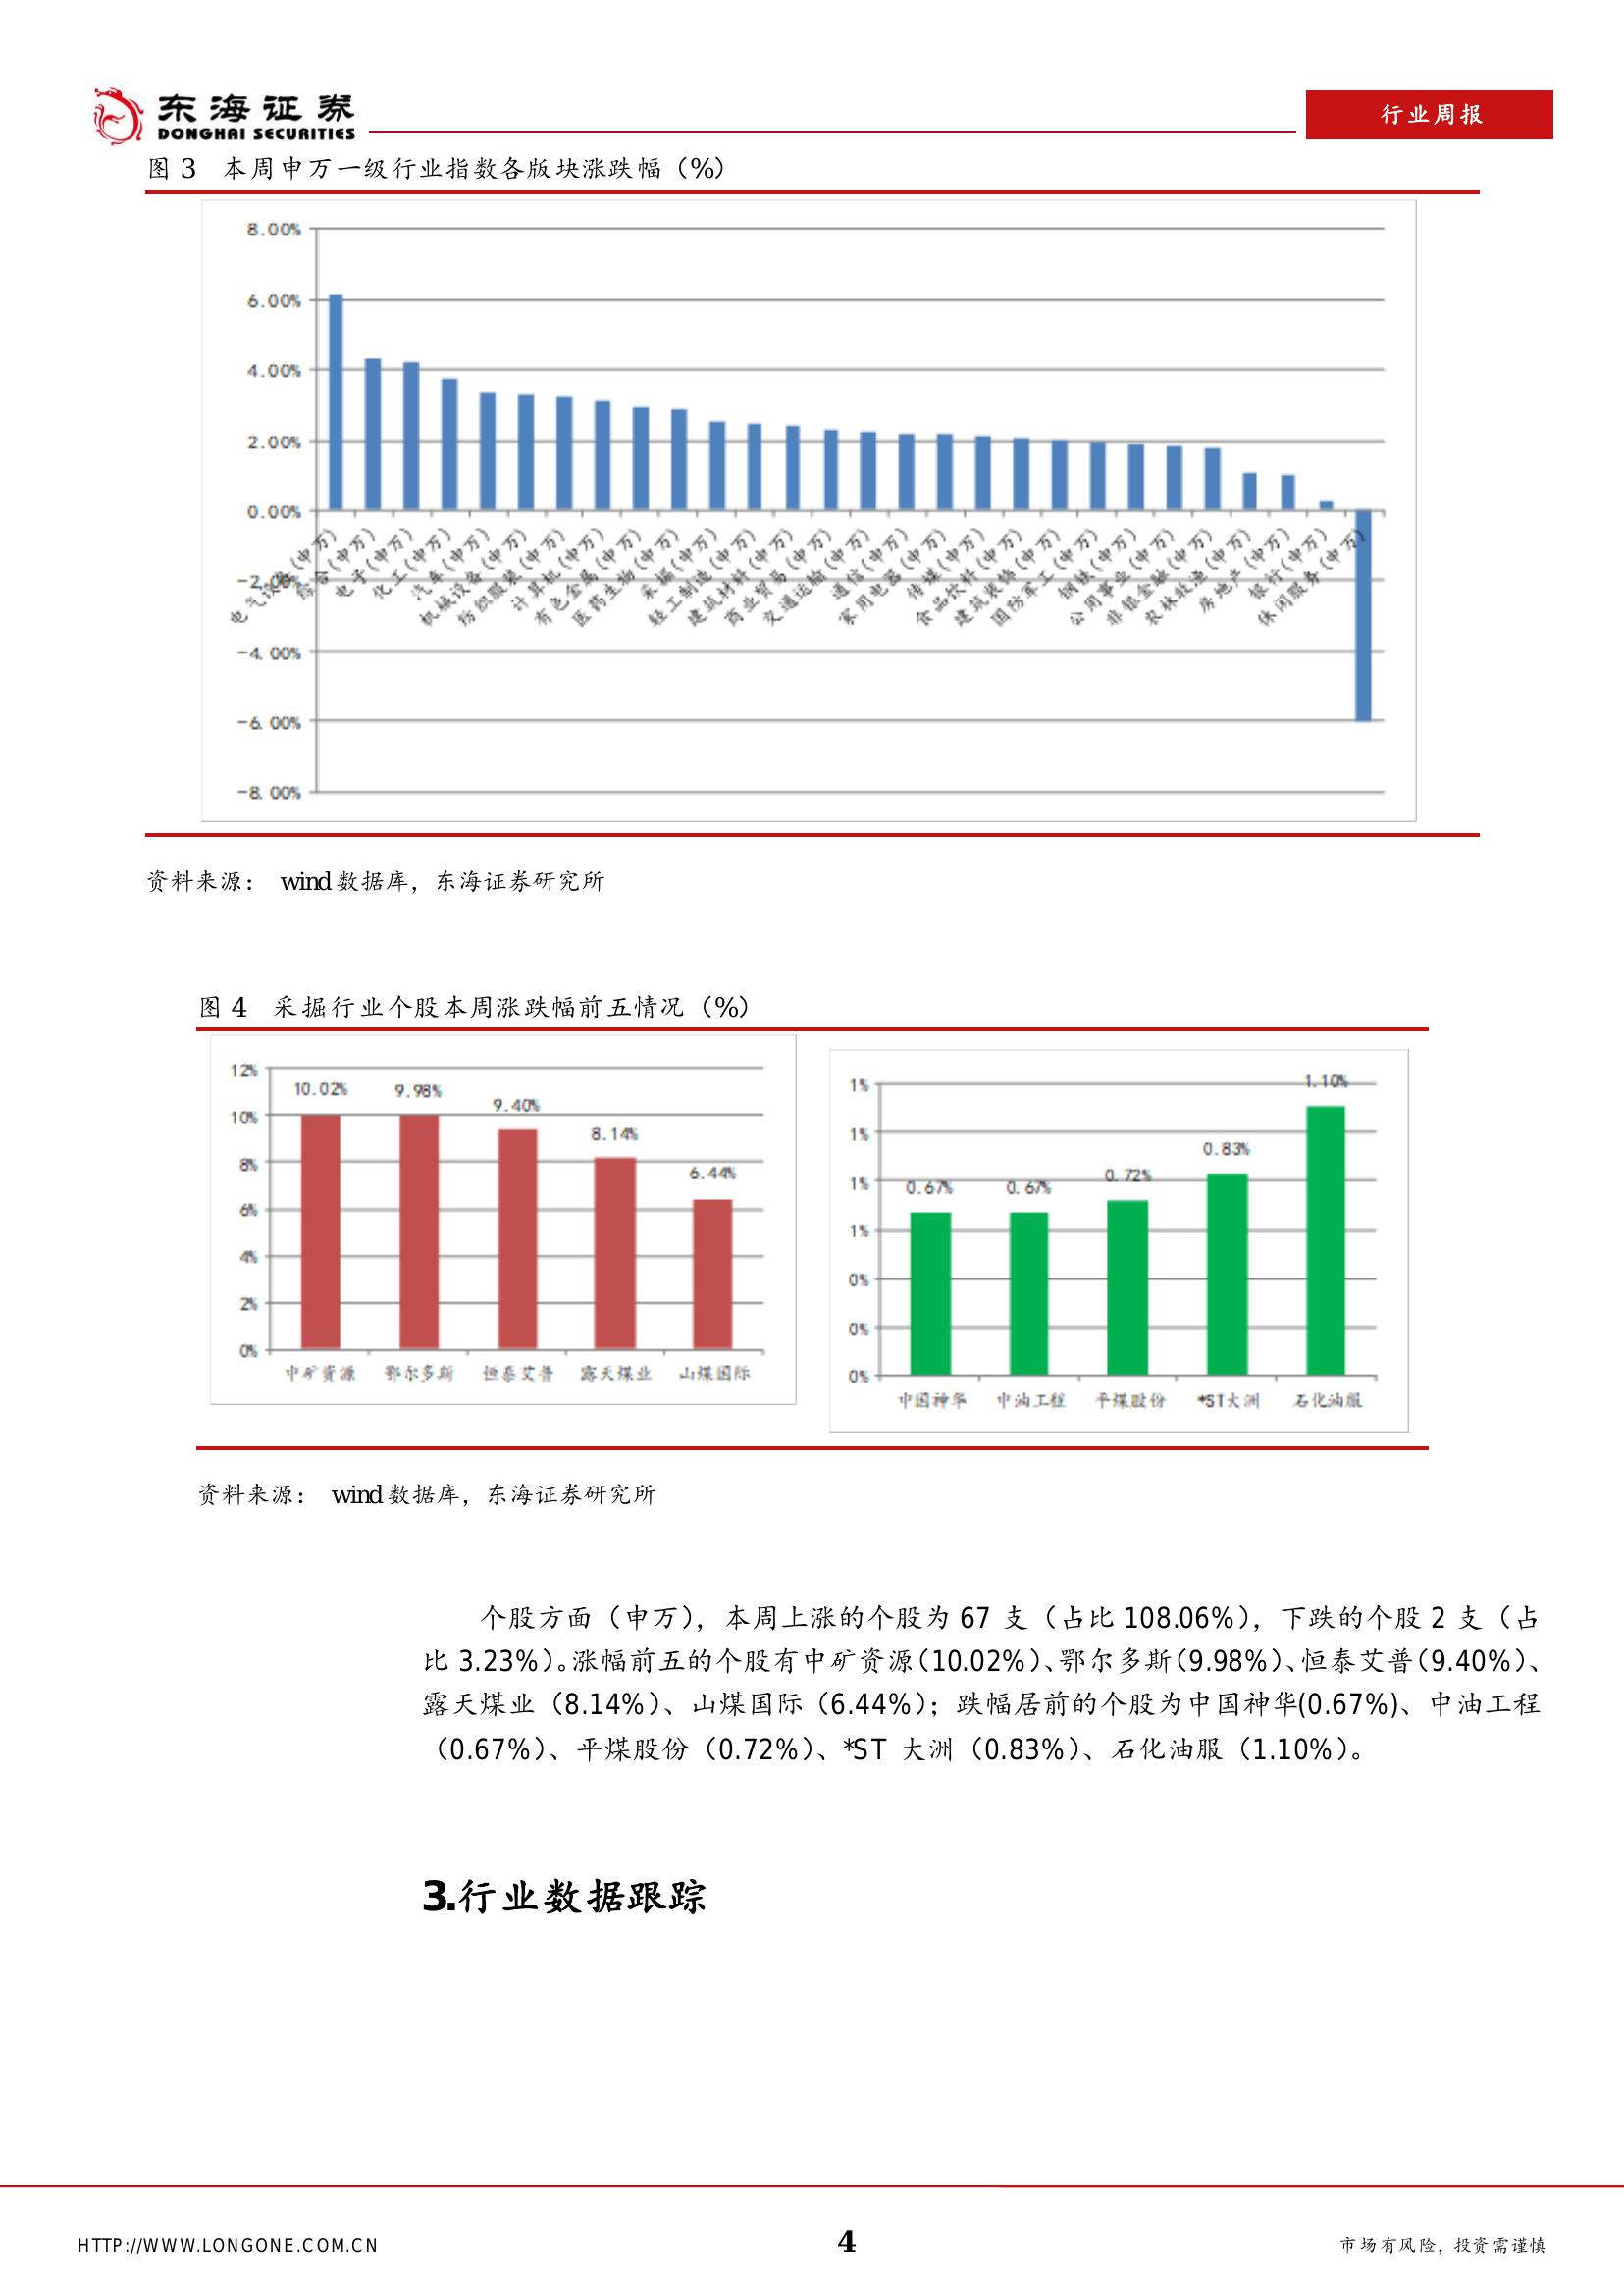 东海证券
DONGHAI SECURITIES
行业周报
图 3 本周申万一级行业指数各版块涨跌幅（%）
8.00%
6.00%
4.00%
2.00%
0.00%
-2.00%
-4.00%
-6.00%
-8.00%
电气设备(申万)
综合(申万)
电子(申万)
化工(申万)
汽车(申万)
机械设备(申万)
纺织服装(申万)
计算机(申万)
有色金属(申万)
医药生物(申万)
采掘(申万)
轻工制造(申万)
建筑材料(申万)
商业贸易(申万)
交通运输(申万)
通信(申万)
家用电器(申万)
传媒(申万)
食品饮料(申万)
建筑装饰(申万)
国防军工(申万)
钢铁(申万)
公用事业(申万)
非银金融(申万)
农林牧渔(申万)
房地产(申万)
银行(申万)
休闲服务(申万)
资料来源： wind 数据库，东海证券研究所
图 4 采掘行业个股本周涨跌幅前五情况（%）
12%
10%
8%
6%
4%
2%
0%
10.02%
9.98%
9.40%
8.14%
6.44%
中矿资源 鄂尔多斯 恒泰艾普 露天煤业 山煤国际
1%
1%
1%
1%
0%
0%
0%
0.67%
0.67%
0.72%
0.83%
1.10%
中国神华 中油工程 平煤股份 *ST大洲 石化油服
资料来源： wind 数据库，东海证券研究所
个股方面（申万），本周上涨的个股为 67 支（占比 108.06%），下跌的个股 2 支（占
比 3.23%）。涨幅前五的个股有中矿资源（10.02%）、鄂尔多斯（9.98%）、恒泰艾普（9.40%）、
露天煤业（8.14%）、山煤国际（6.44%）；跌幅居前的个股为中国神华(0.67%)、中油工程
（0.67%）、平煤股份（0.72%）、*ST 大洲（0.83%）、石化油服（1.10%）。
3.行业数据跟踪
HTTP://WWW.LONGONE.COM.CN
4
市场有风险，投资需谨慎